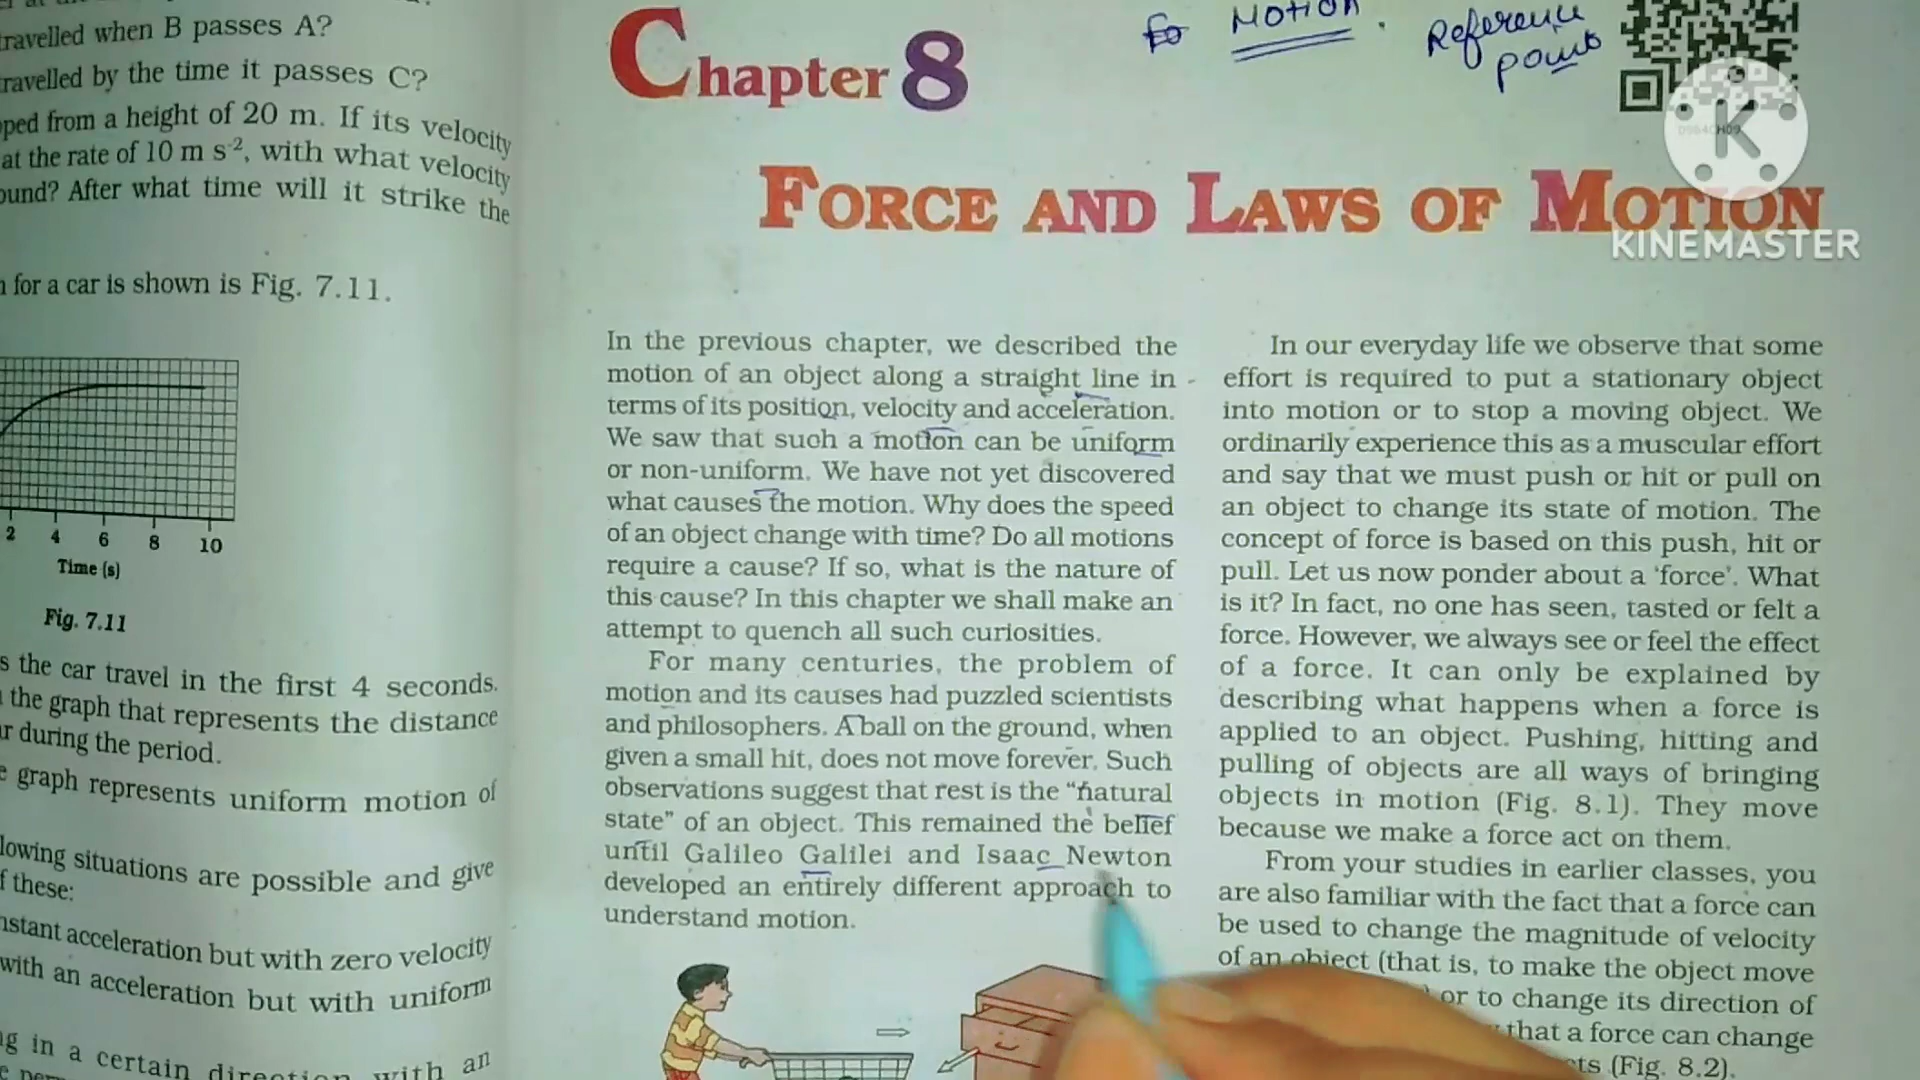 travelled when B passes A?
travelled by the time it passes C?
pped from a height of 20 m. If its velocity
at the rate of 10 m s-2, with what velocity
ound? After what time will it strike the
for a car is shown is Fig. 7.11.
2 4 6 8 10
Time (s)
Fig. 7.11
s the car travel in the first 4 seconds.
the graph that represents the distance
r during the period.
e graph represents uniform motion of
lowing situations are possible and give
f these:
nstant acceleration but with zero velocity
with an acceleration but with uniform
ng in a certain direction with an
Chapter 8
Motion.
Reference
point
KINEMASTER
FORCE AND LAWS OF MOTION
In the previous chapter, we described the
motion of an object along a straight line in
terms of its position, velocity and acceleration.
We saw that such a motion can be uniform
or non-uniform. We have not yet discovered
what causes the motion. Why does the speed
of an object change with time? Do all motions
require a cause? If so, what is the nature of
this cause? In this chapter we shall make an
attempt to quench all such curiosities.
For many centuries, the problem of
motion and its causes had puzzled scientists
and philosophers. A ball on the ground, when
given a small hit, does not move forever. Such
observations suggest that rest is the "natural
state" of an object. This remained the belief
until Galileo Galilei and Isaac Newton
developed an entirely different approach to
understand motion.
In our everyday life we observe that some
effort is required to put a stationary object
into motion or to stop a moving object. We
ordinarily experience this as a muscular effort
and say that we must push or hit or pull on
an object to change its state of motion. The
concept of force is based on this push, hit or
pull. Let us now ponder about a 'force'. What
is it? In fact, no one has seen, tasted or felt a
force. However, we always see or feel the effect
of a force. It can only be explained by
describing what happens when a force is
applied to an object. Pushing, hitting and
pulling of objects are all ways of bringing
objects in motion (Fig. 8.1). They move
because we make a force act on them.
From your studies in earlier classes, you
are also familiar with the fact that a force can
be used to change the magnitude of velocity
of an object (that is, to make the object move
or to change its direction of
that a force can change
cts (Fig. 8.2).